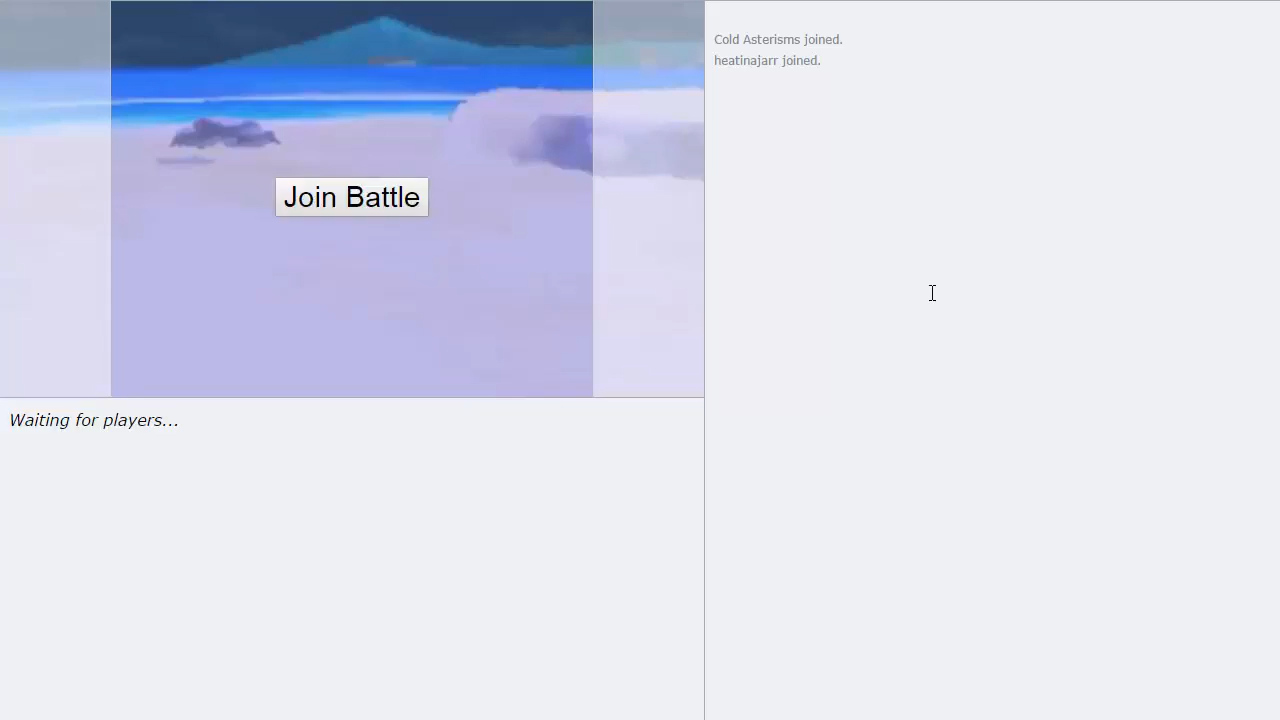 Join Battle
Waiting for players...
Cold Asterisms joined.
heatinajarr joined.